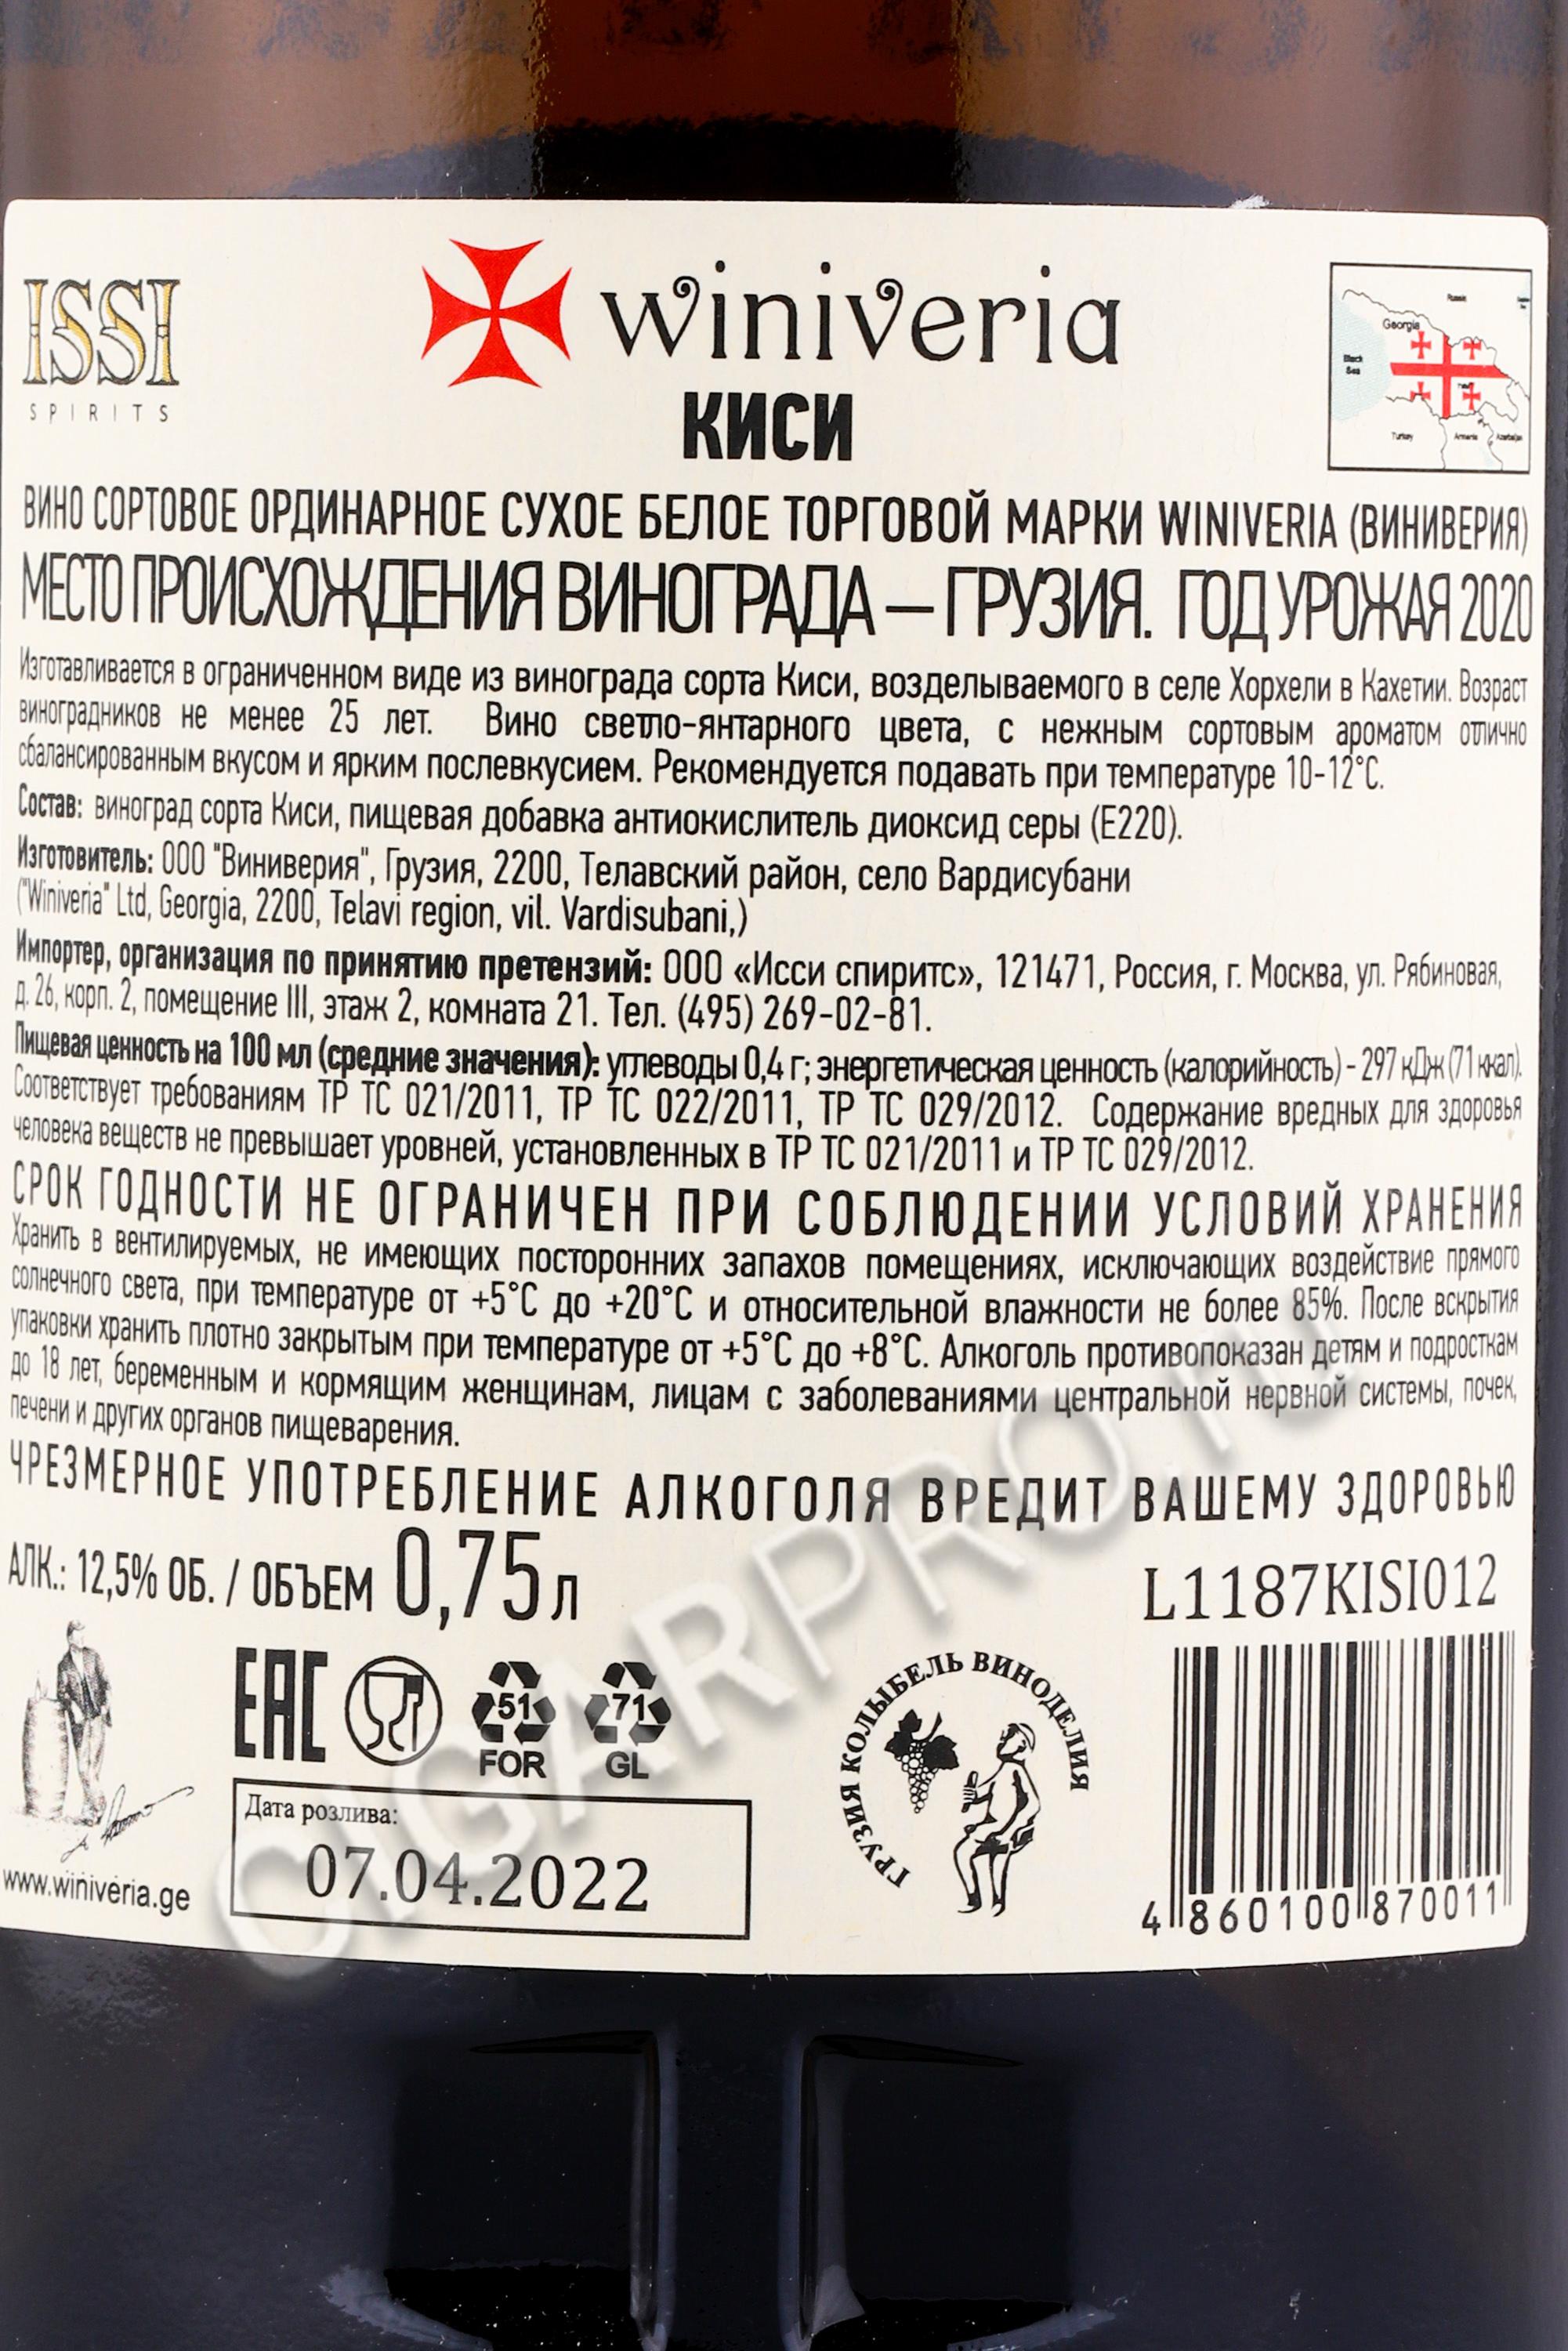 ISSI
SPIRITS
winiveria
Russia
Georgia
Black
Sea
Turkey
Armenia
Azerbaijan
КИСИ
ВИНО СОРТОВОЕ ОРДИНАРНОЕ СУХОЕ БЕЛОЕ ТОРГОВОЙ МАРКИ WINIVERIA (ВИНИВЕРИЯ)
МЕСТО ПРОИСХОЖДЕНИЯ ВИНОГРАДА – ГРУЗИЯ. ГОД УРОЖАЯ 2020
Изготавливается в ограниченном виде из винограда сорта Киси, возделываемого в селе Хорхели в Кахетии. Возраст
виноградников не менее 25 лет. Вино светло-янтарного цвета, с нежным сортовым ароматом отлично
сбалансированным вкусом и ярким послевкусием. Рекомендуется подавать при температуре 10-12°С.
Состав: виноград сорта Киси, пищевая добавка антиокислитель диоксид серы (Е220).
Изготовитель: ООО "Виниверия", Грузия, 2200, Телавский район, село Вардисубани
("Winiveria" Ltd, Georgia, 2200, Telavi region, vil. Vardisubani,)
Импортер, организация по принятию претензий: ООО «Исси спиритс», 121471, Россия, г. Москва, ул. Рябиновая,
д. 26, корп. 2, помещение III, этаж 2, комната 21. Тел. (495) 269-02-81.
Пищевая ценность на 100 мл (средние значения): углеводы 0,4 г; энергетическая ценность (калорийность) - 297 кДж (71 ккал).
Соответствует требованиям ТР ТС 021/2011, ТР ТС 022/2011, ТР ТС 029/2012. Содержание вредных для здоровья
человека веществ не превышает уровней, установленных в ТР ТС 021/2011 и ТР ТС 029/2012.
СРОК ГОДНОСТИ НЕ ОГРАНИЧЕН ПРИ СОБЛЮДЕНИИ УСЛОВИЙ ХРАНЕНИЯ
Хранить в вентилируемых, не имеющих посторонних запахов помещениях, исключающих воздействие прямого
солнечного света, при температуре от +5°С до +20°С и относительной влажности не более 85%. После вскрытия
упаковки хранить плотно закрытым при температуре от +5°С до +8°С. Алкоголь противопоказан детям и подросткам
до 18 лет, беременным и кормящим женщинам, лицам с заболеваниями центральной нервной системы, почек,
печени и других органов пищеварения.
ЧРЕЗМЕРНОЕ УПОТРЕБЛЕНИЕ АЛКОГОЛЯ ВРЕДИТ ВАШЕМУ ЗДОРОВЬЮ
АЛК.: 12,5% ОБ. / ОБЪЕМ 0,75 л
L1187KISI012
EAC
51
FOR
71
GL
ГРУЗИЯ КОЛЫБЕЛЬ ВИНОДЕЛИЯ
Дата розлива:
07.04.2022
www.winiveria.ge
4 860100 870011
CIGARPRO.ru